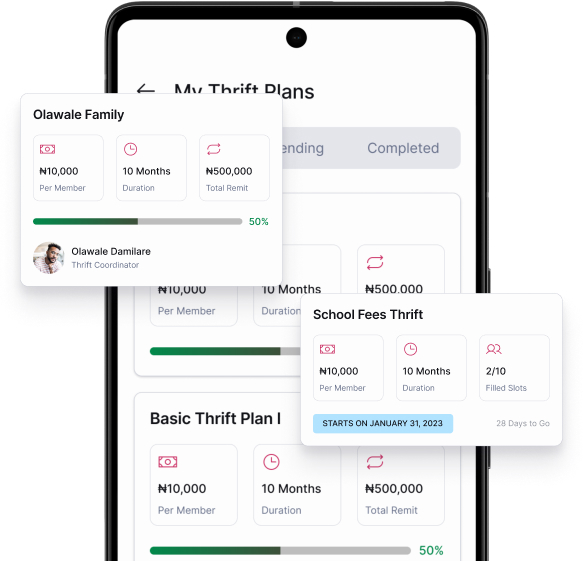 My Thrift Plans
Olawale Family
₦10,000
10 Months
₦500,000
Per Member
Duration
Total Remit
50%
Olawale Damilare
Thrift Coordinator
Completed
₦10,000
10 Months
₦500,000
Per Member
School Fees Thrift
₦10,000
10 Months
2/10
Per Member
Duration
Filled Slots
STARTS ON JANUARY 31, 2023
28 Days to Go
Basic Thrift Plan I
₦10,000
10 Months
₦500,000
Per Member
Duration
Total Remit
50%